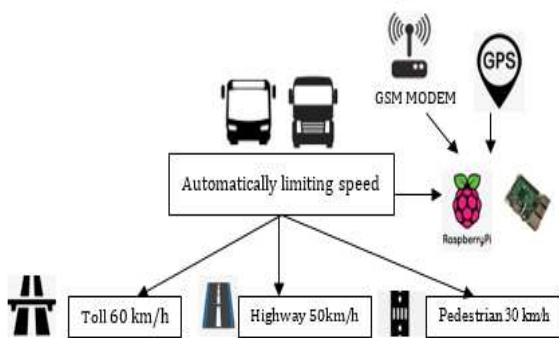 GPS
GSM MODEM
Automatically limiting speed
RaspberryPi
Toll 60 km/h
Highway 50km/h
Pedestrian 30 km/h